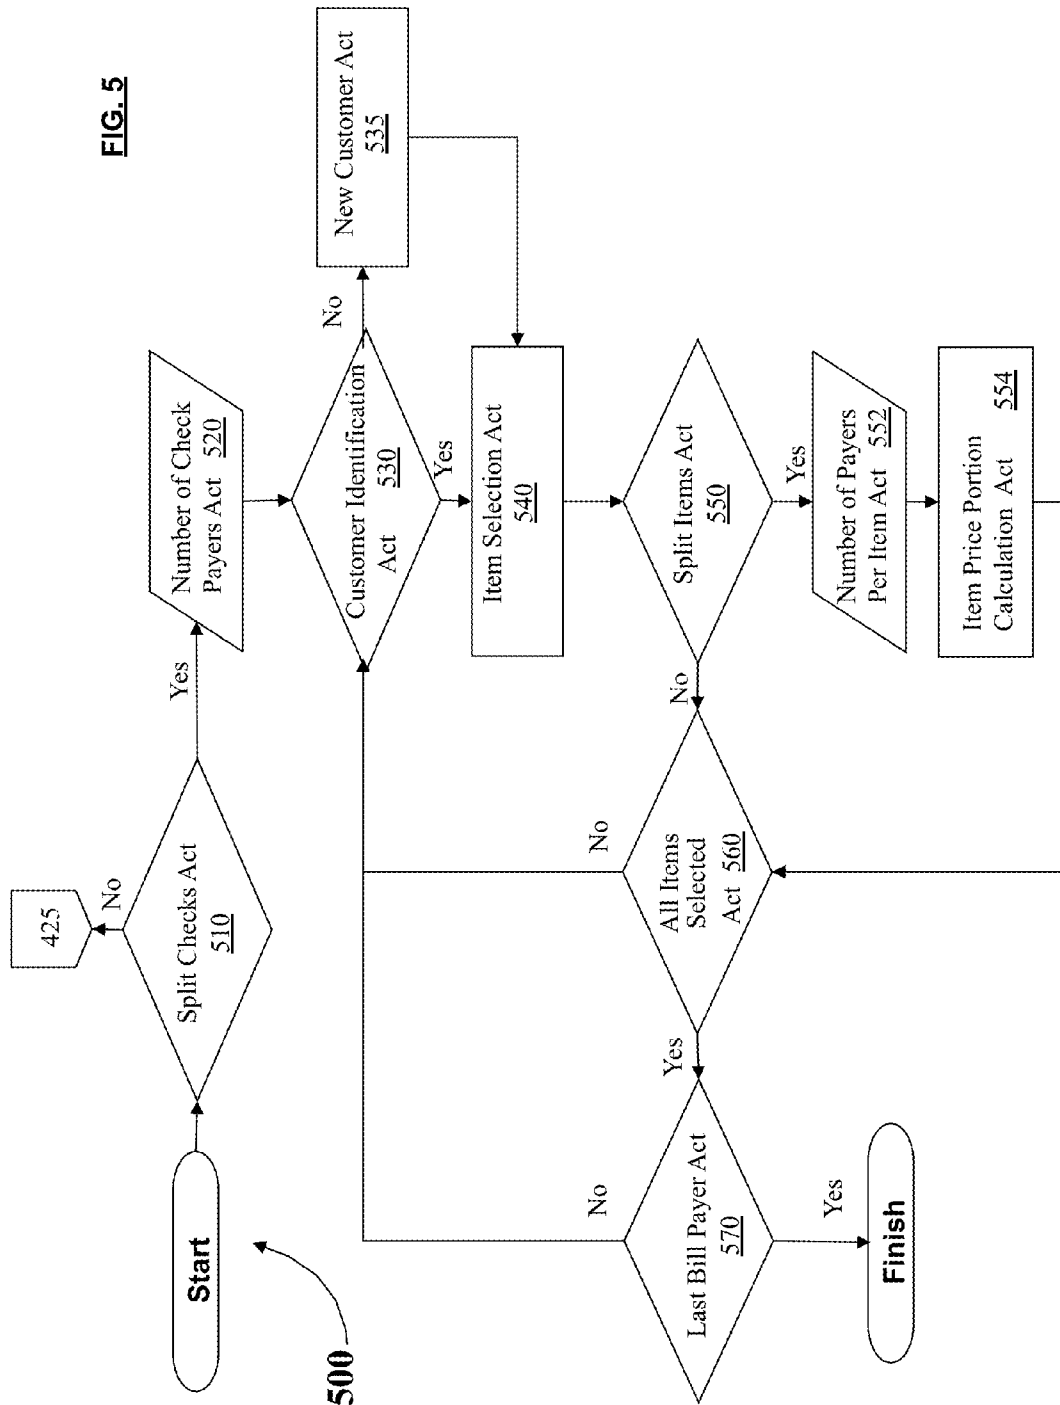 FIG. 5
500
Start
Split Checks Act
510
No
425
Yes
Number of Check
Payers Act 520
Customer Identification
530
Act
No
New Customer Act
535
Yes
Item Selection Act
540
Split Items Act
550
No
Yes
Number of Payers
Per Item Act 552
Item Price Portion
Calculation Act 554
All Items
Selected
Act 560
No
Yes
Last Bill Payer Act
570
No
Yes
Finish